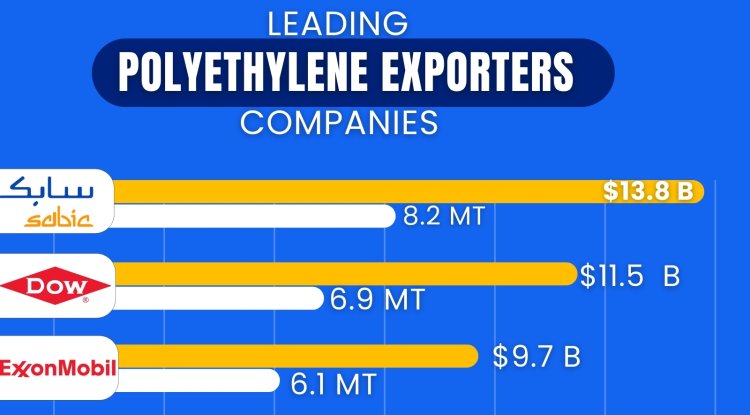 LEADING
POLYETHYLENE EXPORTERS
COMPANIES
سابك
sabic
$13.8 B
8.2 MT
DOW®
$11.5 B
6.9 MT
ExxonMobil
$9.7 B
6.1 MT